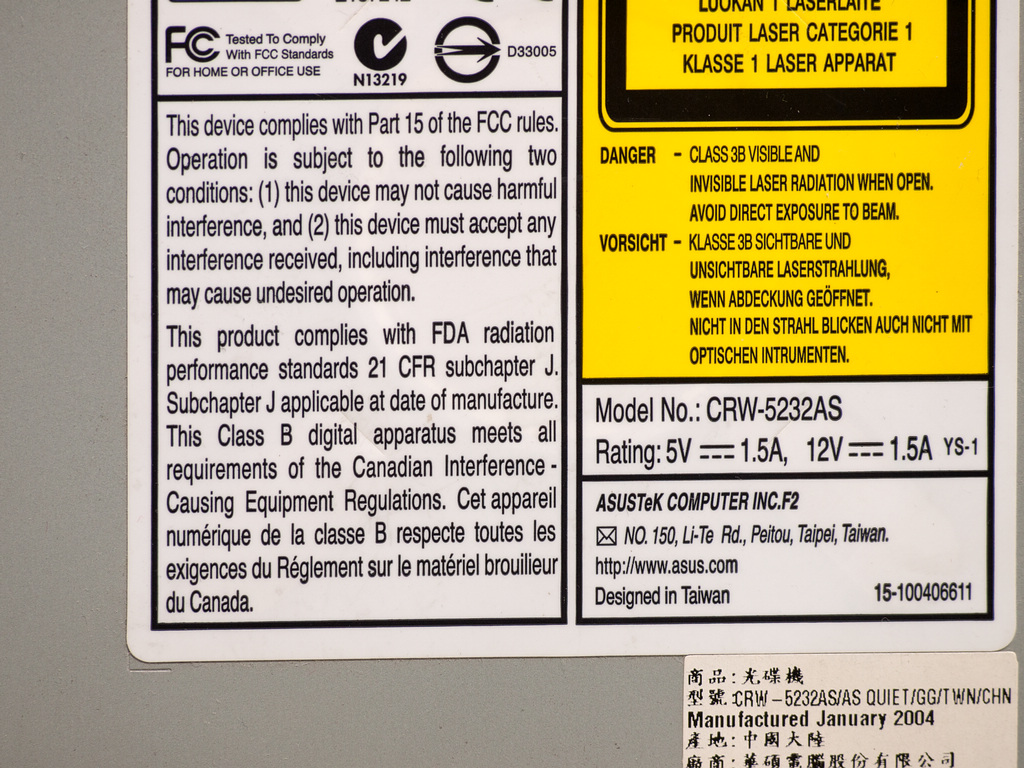 FC Tested To Comply
With FCC Standards
FOR HOME OR OFFICE USE
N13219
D33005
This device complies with Part 15 of the FCC rules.
Operation is subject to the following two
conditions: (1) this device may not cause harmful
interference, and (2) this device must accept any
interference received, including interference that
may cause undesired operation.
This product complies with FDA radiation
performance standards 21 CFR subchapter J.
Subchapter J applicable at date of manufacture.
This Class B digital apparatus meets all
requirements of the Canadian Interference -
Causing Equipment Regulations. Cet appareil
numérique de la classe B respecte toutes les
exigences du Réglement sur le matériel brouilieur
du Canada.
LUOKAN 1 LASERLAITE
PRODUIT LASER CATEGORIE 1
KLASSE 1 LASER APPARAT
DANGER - CLASS 3B VISIBLE AND
INVISIBLE LASER RADIATION WHEN OPEN.
AVOID DIRECT EXPOSURE TO BEAM.
VORSICHT - KLASSE 3B SICHTBARE UND
UNSICHTBARE LASERSTRAHLUNG,
WENN ABDECKUNG GEÖFFNET.
NICHT IN DEN STRAHL BLICKEN AUCH NICHT MIT
OPTISCHEN INTRUMENTEN.
Model No.: CRW-5232AS
Rating: 5V 1.5A, 12V 1.5A YS-1
ASUSTeK COMPUTER INC.F2
NO. 150, Li-Te Rd., Peitou, Taipei, Taiwan.
http://www.asus.com
Designed in Taiwan 15-100406611
商品:光碟機
型號:CRW-5232AS/AS QUIET/GG/TWN/CHN
Manufactured January 2004
產地:中國大陸
廠商:華碩電腦股份有限公司